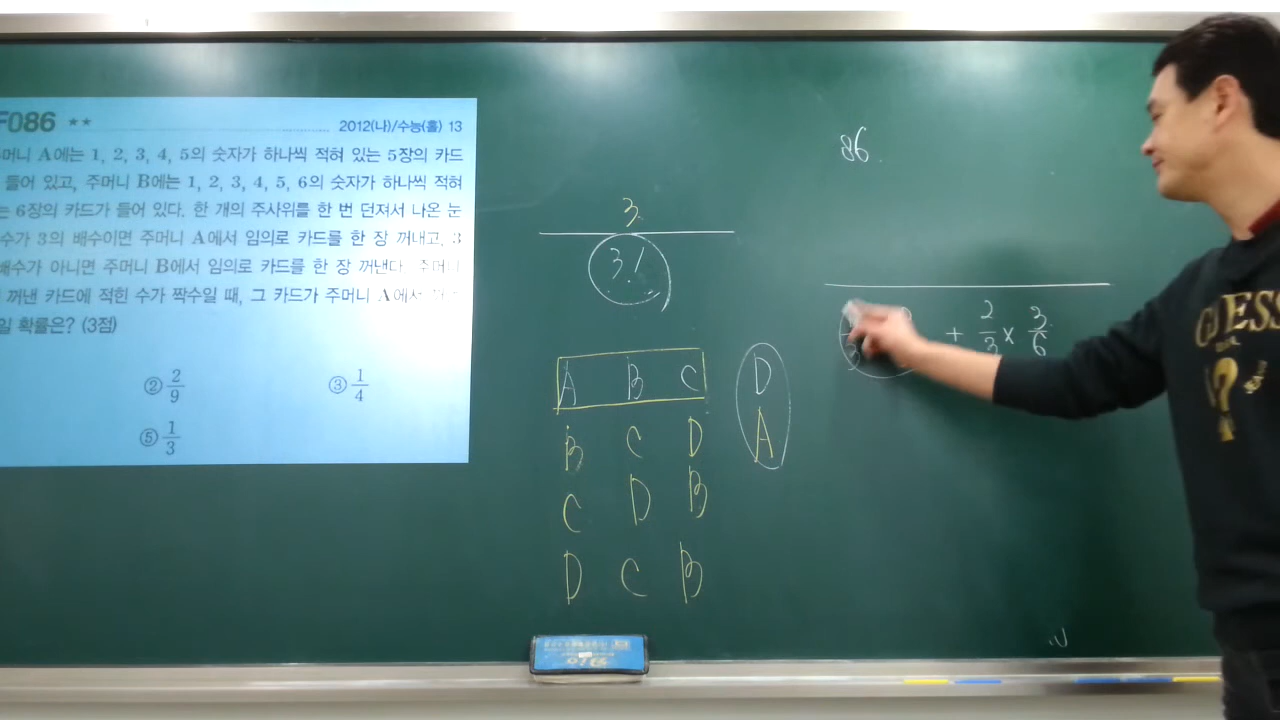 F086 ★★ 2012(나)/수능(홀) 13
머니 A에는 1, 2, 3, 4, 5의 숫자가 하나씩 적혀 있는 5장의 카드
들어 있고, 주머니 B에는 1, 2, 3, 4, 5, 6의 숫자가 하나씩 적혀
는 6장의 카드가 들어 있다. 한 개의 주사위를 한 번 던져서 나온 눈
수가 3의 배수이면 주머니 A에서 임의로 카드를 한 장 꺼내고, 3
배수가 아니면 주머니 B에서 임의로 카드를 한 장 꺼낸다. 주머니
꺼낸 카드에 적힌 수가 짝수일 때, 그 카드가 주머니 A에서
일 확률은? (3점)
② 2/9 ③ 1/4
⑤ 1/3
3
3!
A B C D
B C D A
C D B
D C B
86.
3 + 2/3 × 3/6
GUESS
?